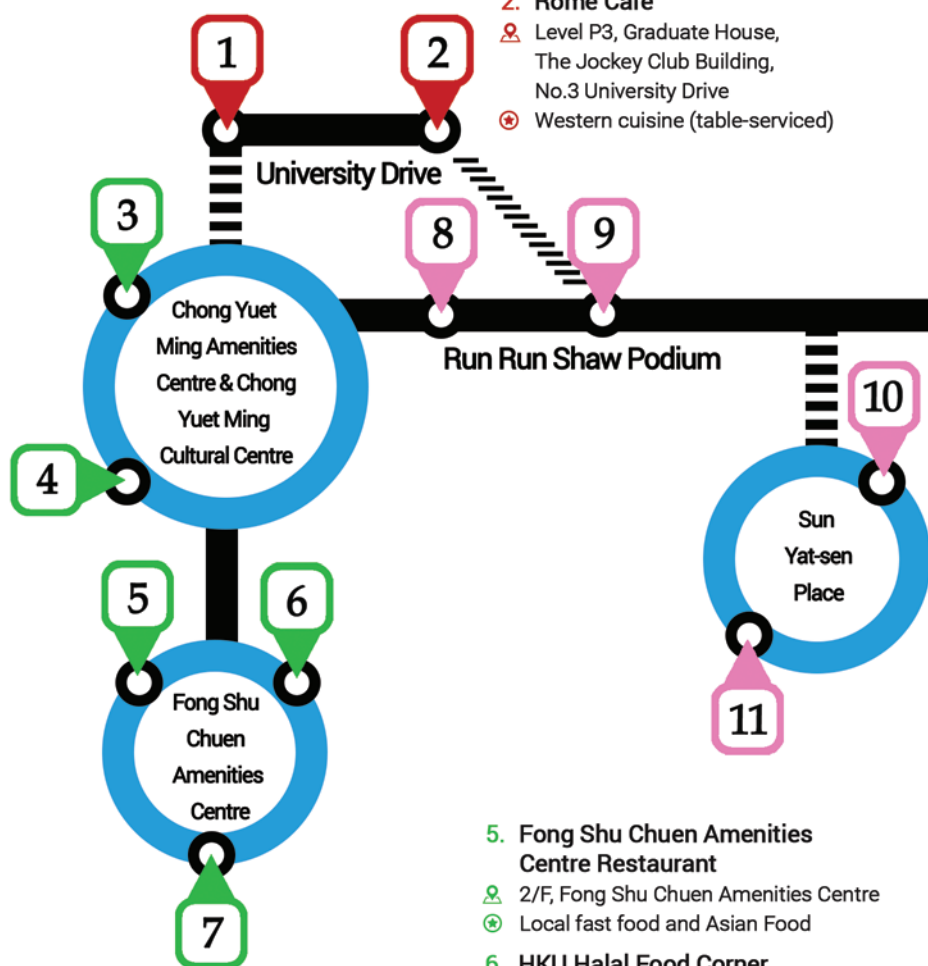 2. Rome Cafe
Level P3, Graduate House,
The Jockey Club Building,
No.3 University Drive
Western cuisine (table-serviced)
1
2
University Drive
3
8
9
Chong Yuet
Ming Amenities
Centre & Chong
Yuet Ming
Cultural Centre
Run Run Shaw Podium
10
4
Sun
Yat-sen
Place
5
6
11
Fong Shu
Chuen
Amenities
Centre
7
5. Fong Shu Chuen Amenities
Centre Restaurant
2/F, Fong Shu Chuen Amenities Centre
Local fast food and Asian Food
6. HKU Halal Food Corner